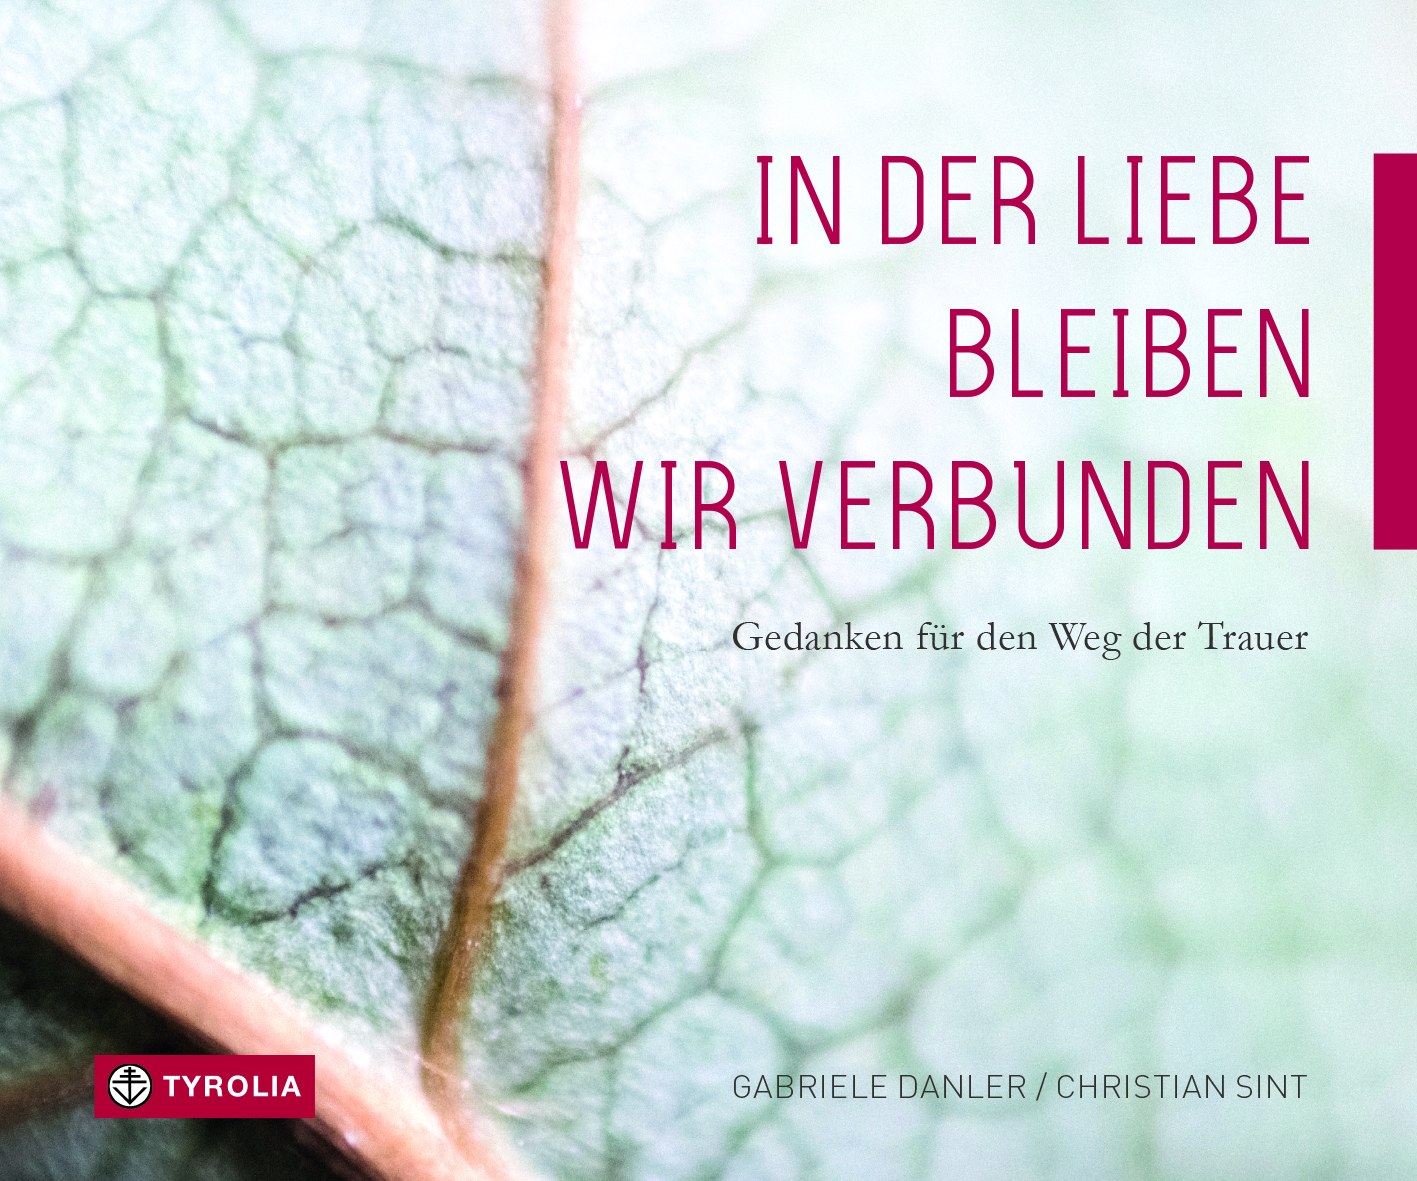 IN DER LIEBE
BLEIBEN
WIR VERBUNDEN
Gedanken für den Weg der Trauer
TYROLIA
GABRIELE DANLER / CHRISTIAN SINT